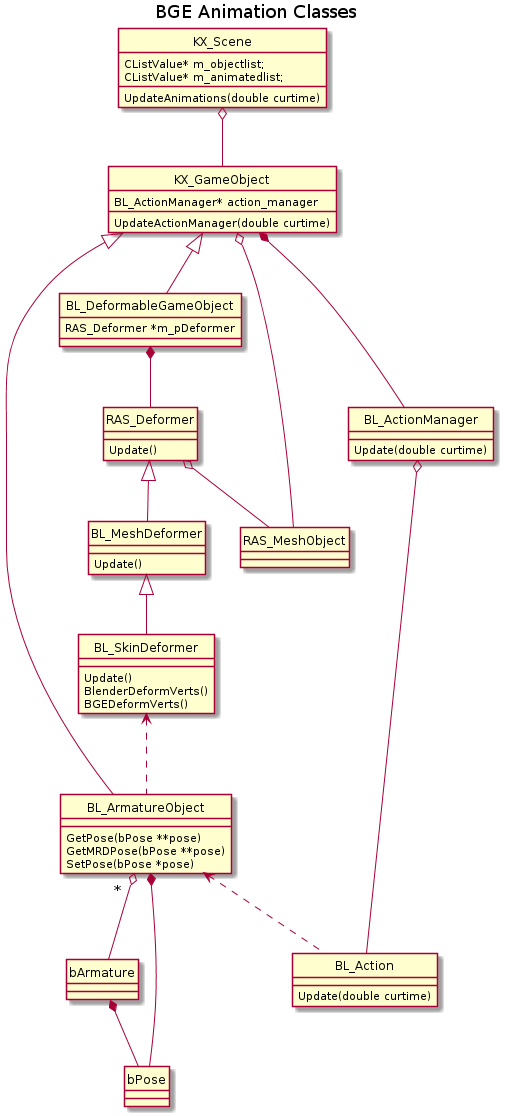 BGE Animation Classes
KX_Scene
CListValue* m_objectlist;
CListValue* m_animatedlist;
UpdateAnimations(double curtime)
KX_GameObject
BL_ActionManager* action_manager
UpdateActionManager(double curtime)
BL_DeformableGameObject
RAS_Deformer *m_pDeformer
RAS_Deformer
Update()
BL_ActionManager
Update(double curtime)
BL_MeshDeformer
Update()
RAS_MeshObject
BL_SkinDeformer
Update()
BlenderDeformVerts()
BGEDeformVerts()
BL_ArmatureObject
GetPose(bPose **pose)
GetMRDPose(bPose **pose)
SetPose(bPose *pose)
*
bArmature
BL_Action
Update(double curtime)
bPose